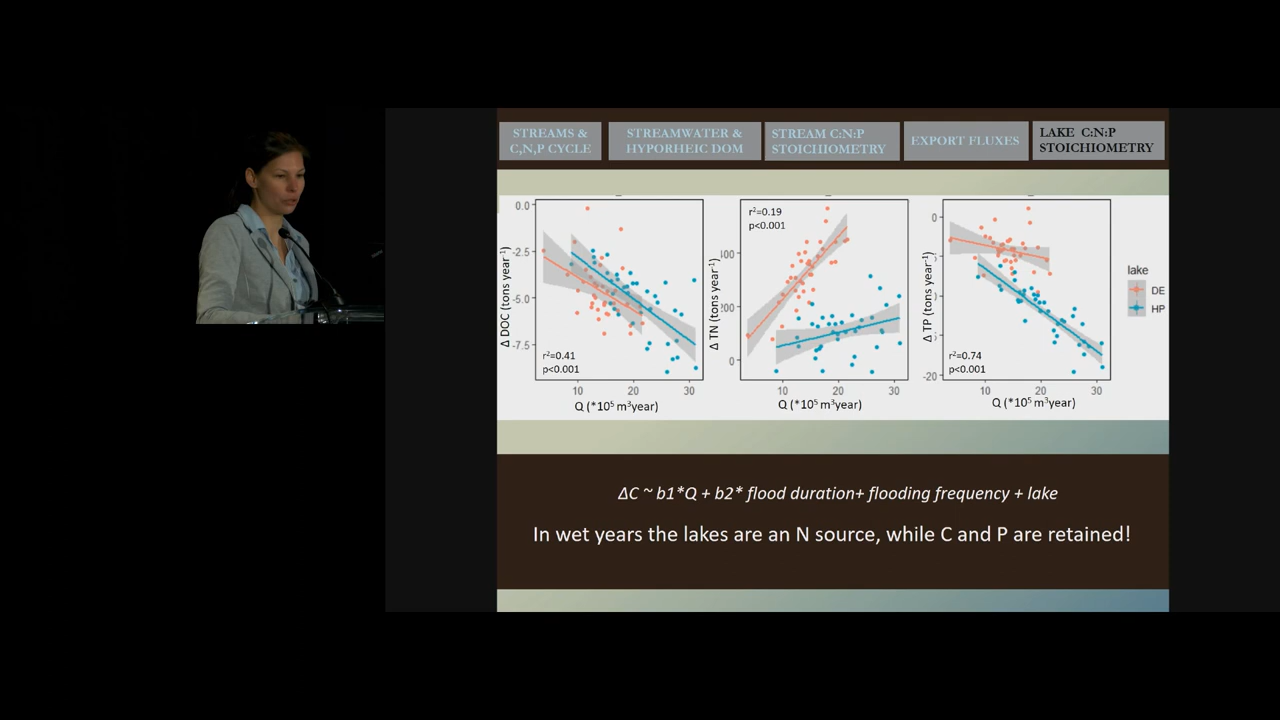 STREAMS &
C,N,P CYCLE
STREAMWATER &
HYPORHEIC DOM
STREAM C:N:P
STOICHIOMETRY
EXPORT FLUXES
LAKE C:N:P
STOICHIOMETRY
Δ DOC (tons year⁻¹)
0.0
-2.5
-5.0
-7.5
r²=0.41
p<0.001
10 20 30
Q (*10⁵ m³year)
Δ TN (tons year⁻¹)
400
200
0
r²=0.19
p<0.001
10 20 30
Q (*10⁵ m³year)
Δ TP (tons year⁻¹)
0
-20
r²=0.74
p<0.001
10 20 30
Q (*10⁵ m³year)
lake
DE
HP
ΔC ~ b1*Q + b2* flood duration+ flooding frequency + lake
In wet years the lakes are an N source, while C and P are retained!